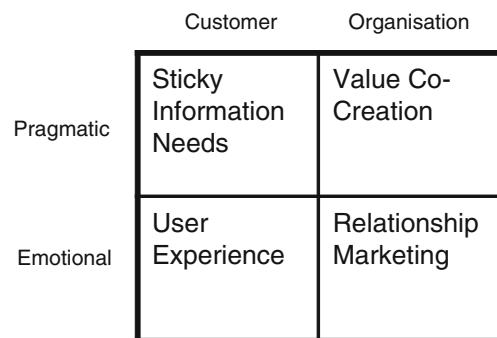 Customer Organisation
Pragmatic
Sticky
Information
Needs
Value Co-
Creation
Emotional
User
Experience
Relationship
Marketing